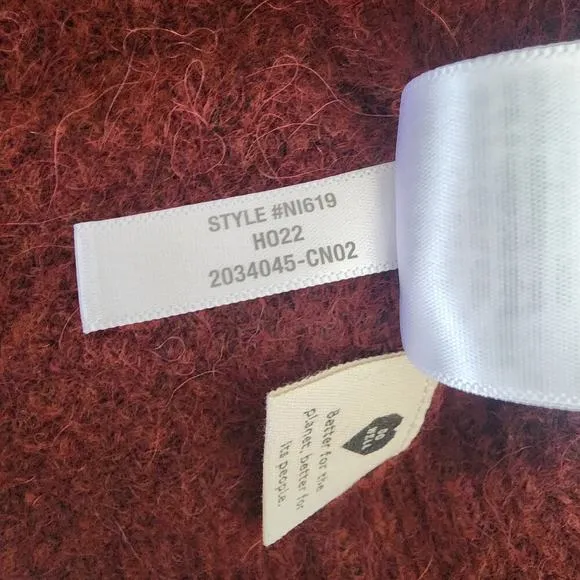 STYLE #NI619
HO22
2034045-CN02
DO
WELL
Better for the
planet, better for
its people.